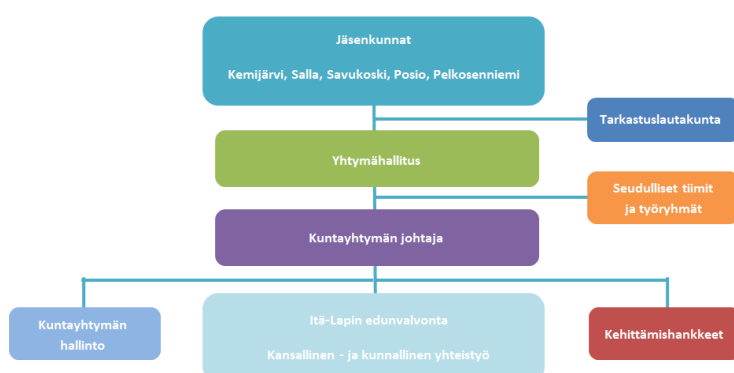 Jäsenkunnat
Kemijärvi, Salla, Savukoski, Posio, Pelkosenniemi
Tarkastuslautakunta
Yhtymähallitus
Seudulliset tiimit
ja työryhmät
Kuntayhtymän johtaja
Kuntayhtymän
hallinto
Itä-Lapin edunvalvonta
Kansallinen - ja kunnallinen yhteistyö
Kehittämishankkeet